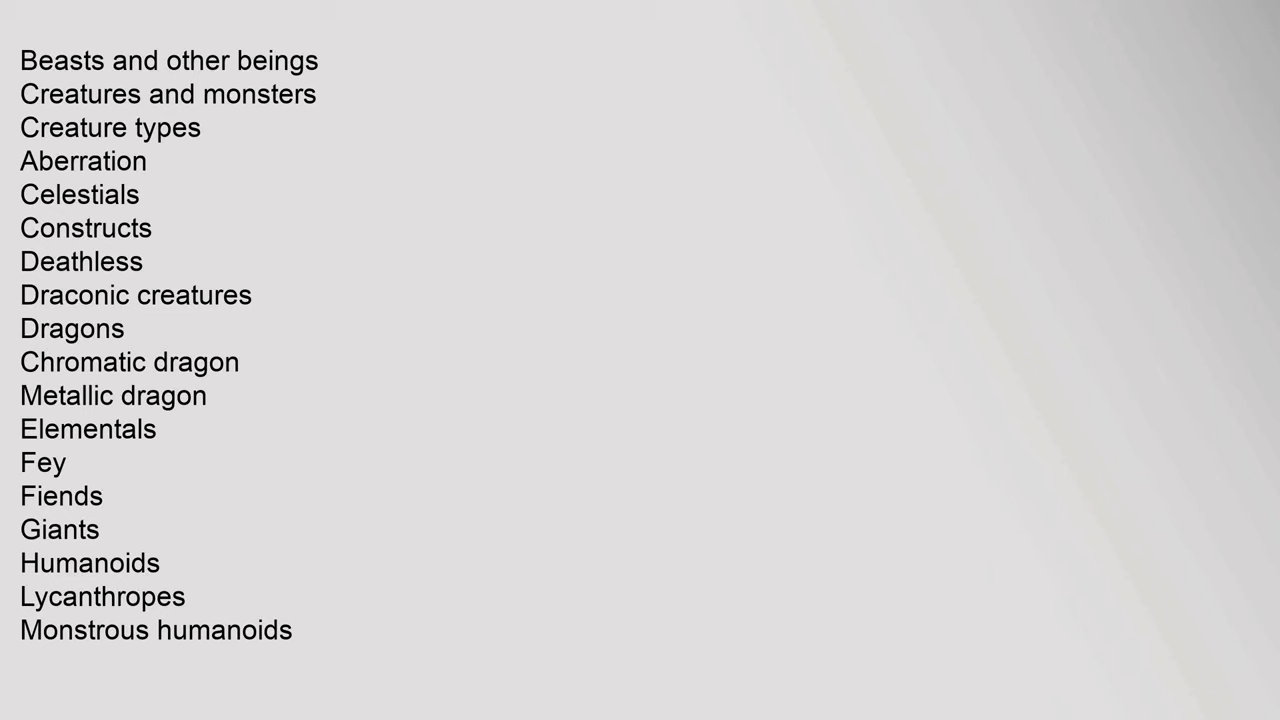 Beasts and other beings
Creatures and monsters
Creature types
Aberration
Celestials
Constructs
Deathless
Draconic creatures
Dragons
Chromatic dragon
Metallic dragon
Elementals
Fey
Fiends
Giants
Humanoids
Lycanthropes
Monstrous humanoids